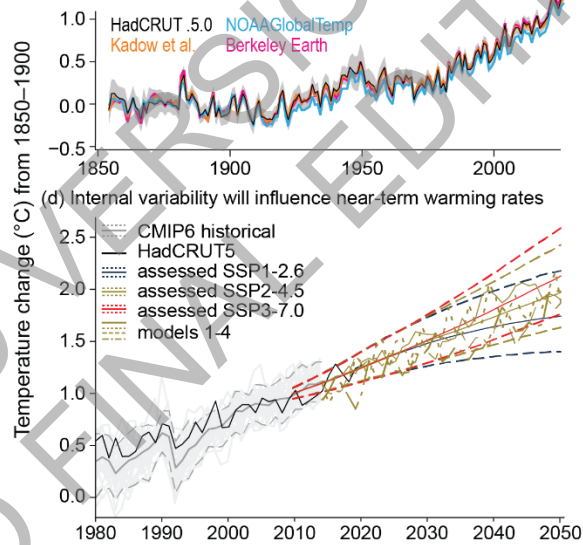 1.0
HadCRUT .5.0 NOAAGlobalTemp
Kadow et al. Berkeley Earth
0.5
0.0
−0.5
1850 1900 1950 2000
Temperature change (°C) from 1850–1900
(d) Internal variability will influence near-term warming rates
2.5
CMIP6 historical
HadCRUT5
assessed SSP1-2.6
2.0
assessed SSP2-4.5
assessed SSP3-7.0
models 1-4
1.5
1.0
0.5
0.0
1980 1990 2000 2010 2020 2030 2040 2050
VERSION
FINAL EDIT